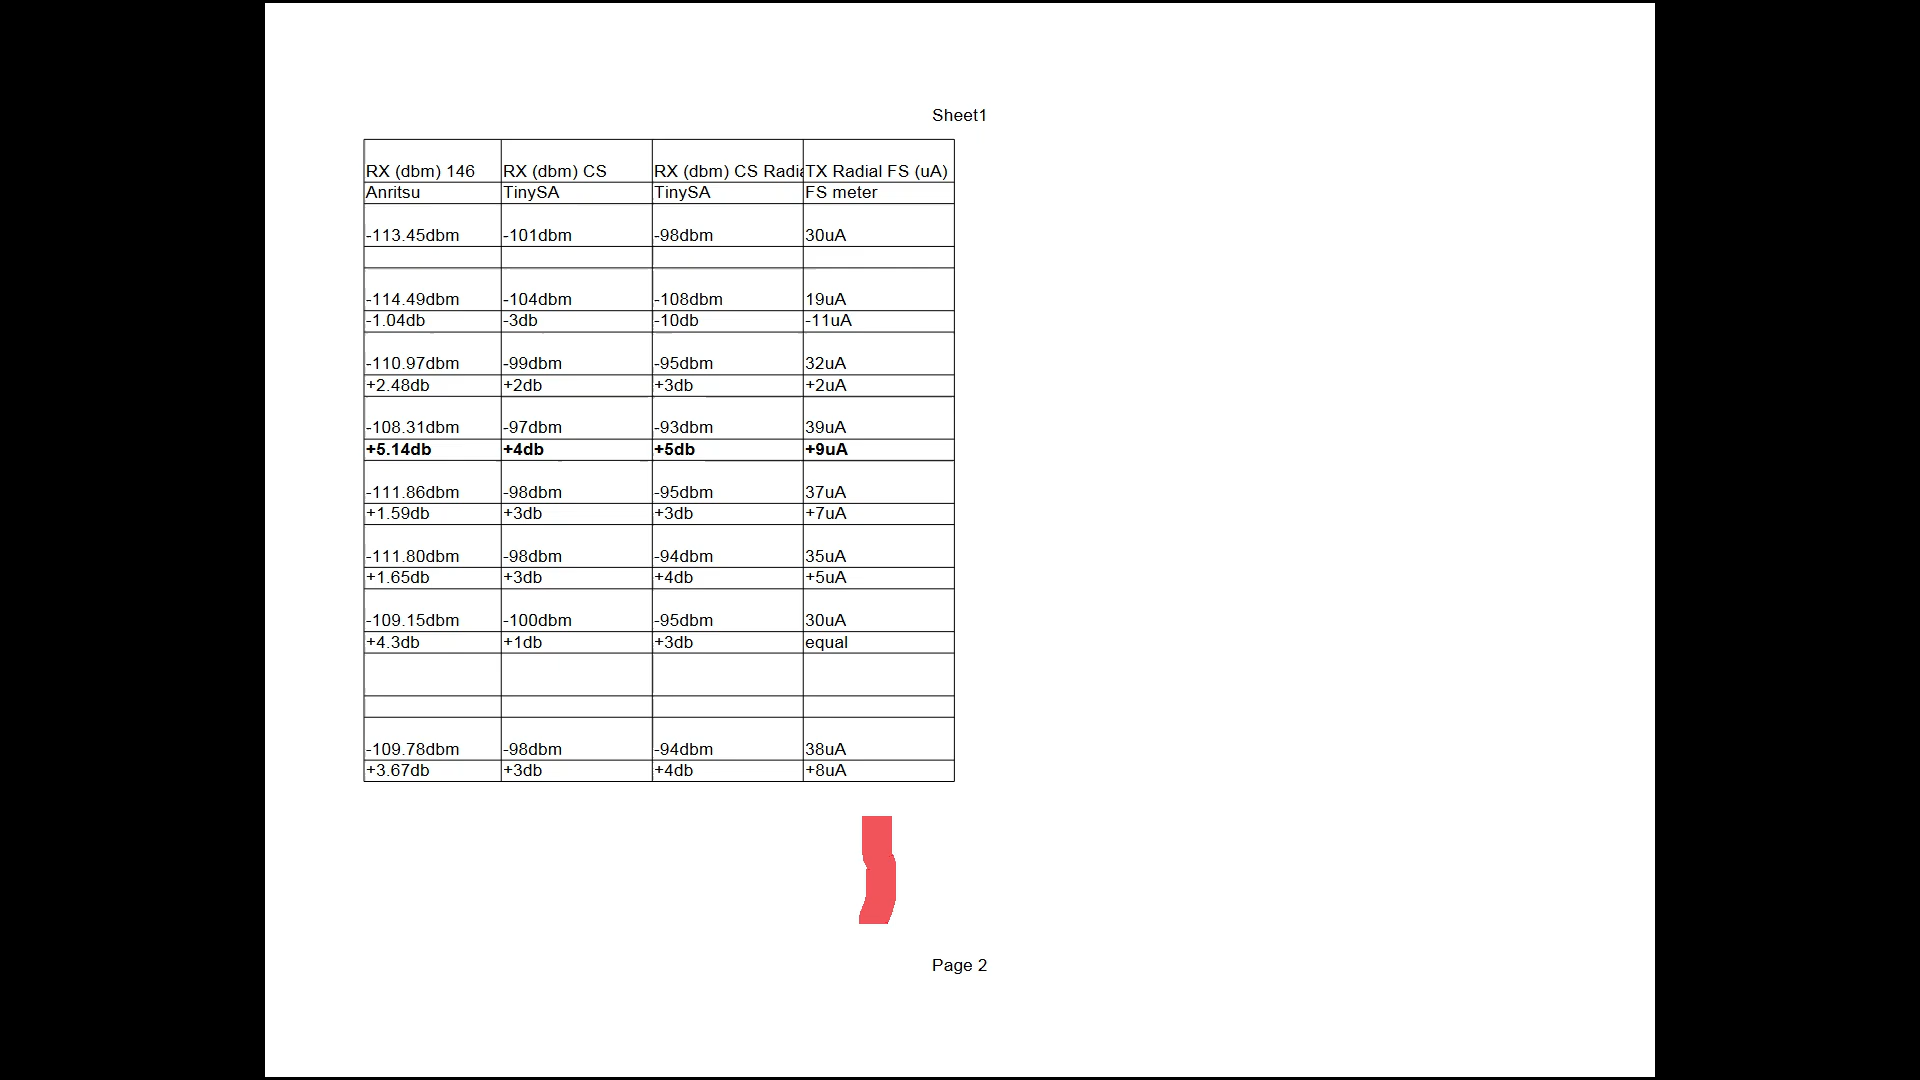 Sheet1
RX (dbm) 146 RX (dbm) CS RX (dbm) CS Radia TX Radial FS (uA)
Anritsu TinySA TinySA FS meter
-113.45dbm -101dbm -98dbm 30uA
-114.49dbm -104dbm -108dbm 19uA
-1.04db -3db -10db -11uA
-110.97dbm -99dbm -95dbm 32uA
+2.48db +2db +3db +2uA
-108.31dbm -97dbm -93dbm 39uA
+5.14db +4db +5db +9uA
-111.86dbm -98dbm -95dbm 37uA
+1.59db +3db +3db +7uA
-111.80dbm -98dbm -94dbm 35uA
+1.65db +3db +4db +5uA
-109.15dbm -100dbm -95dbm 30uA
+4.3db +1db +3db equal
-109.78dbm -98dbm -94dbm 38uA
+3.67db +3db +4db +8uA
Page 2